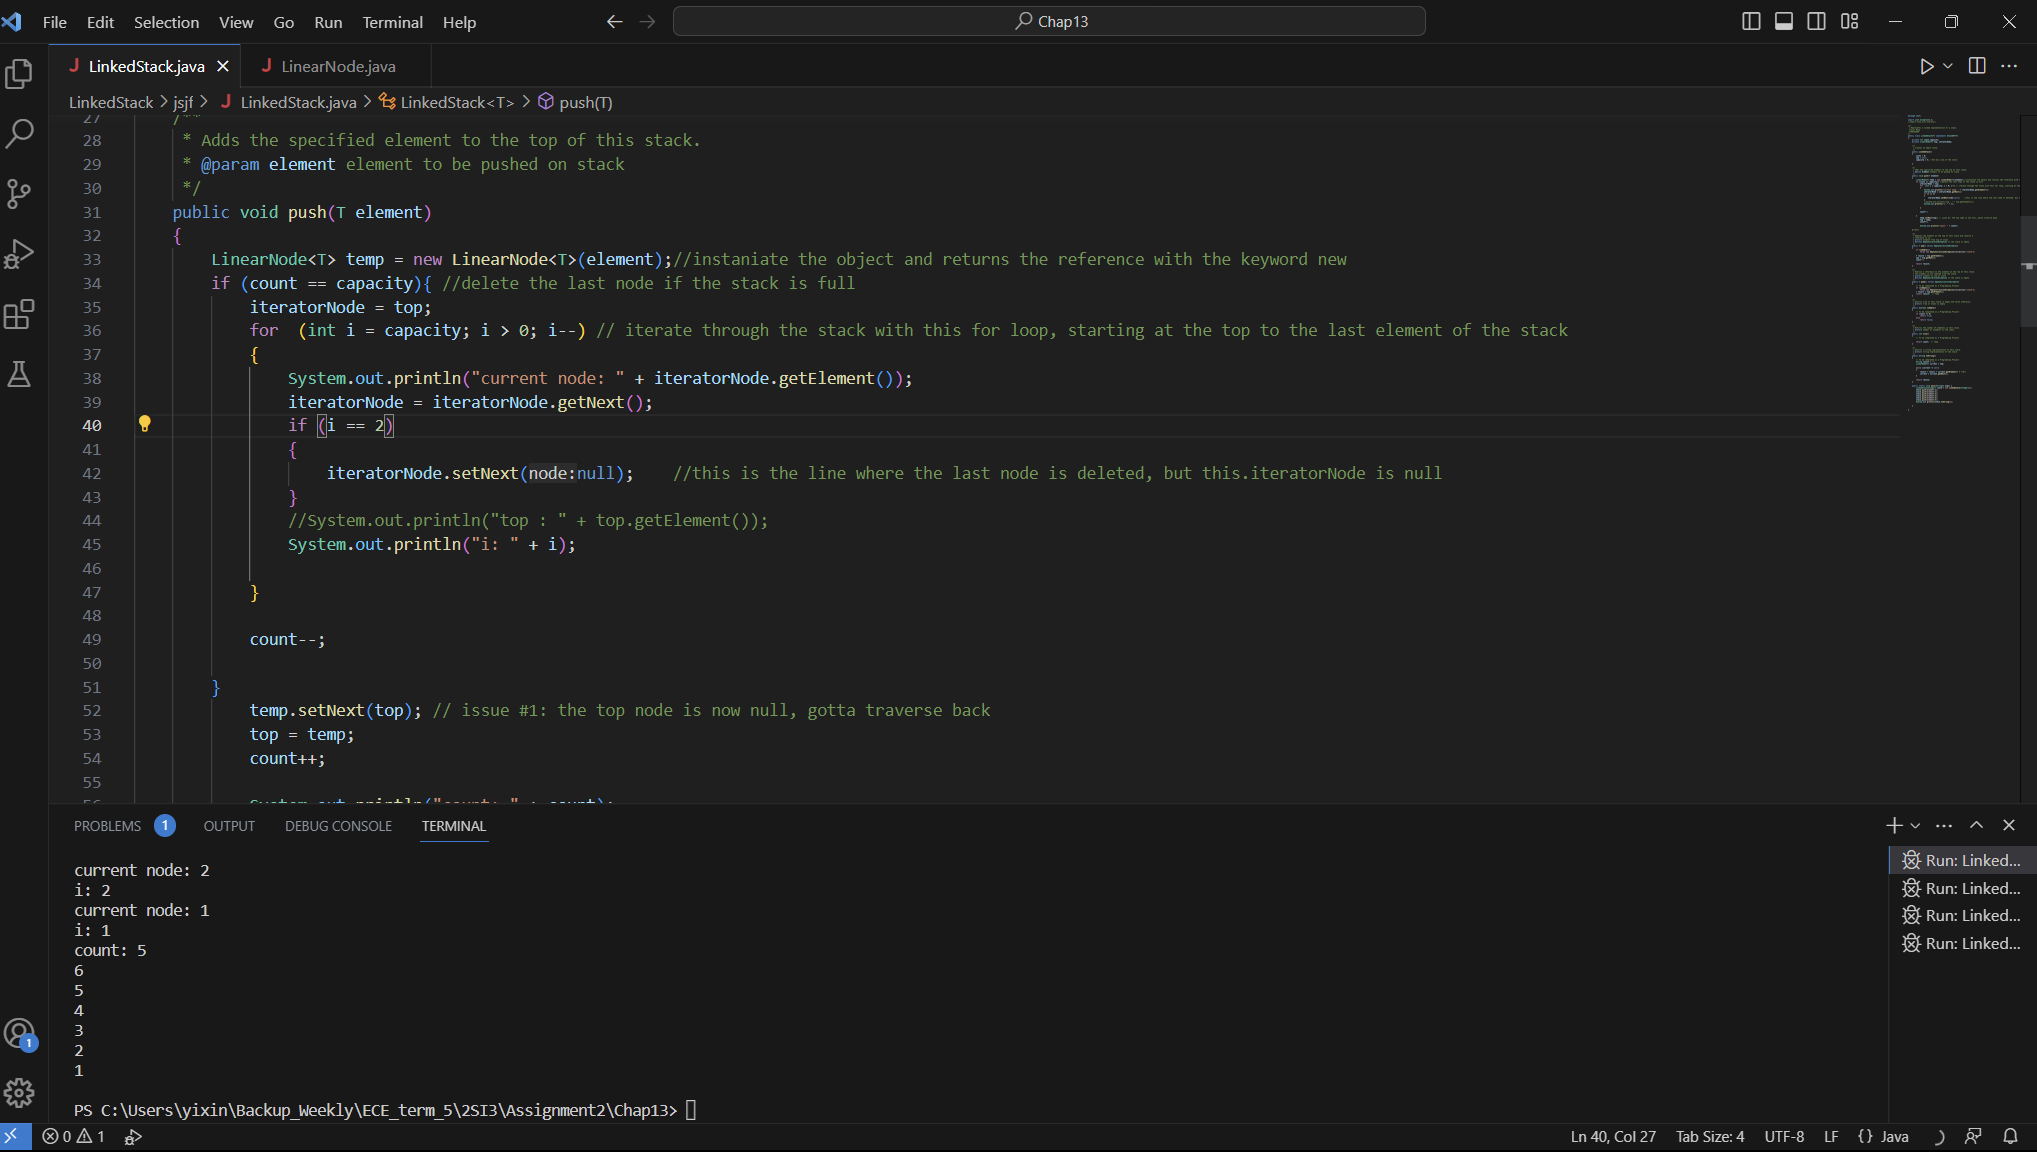 File Edit Selection View Go Run Terminal Help
Chap13
LinkedStack.java
LinearNode.java
LinkedStack > jsjf > LinkedStack.java > LinkedStack<T> > push(T)
27 /**
28 * Adds the specified element to the top of this stack.
29 * @param element element to be pushed on stack
30 */
31 public void push(T element)
32 {
33 LinearNode<T> temp = new LinearNode<T>(element);//instaniate the object and returns the reference with the keyword new
34 if (count == capacity){ //delete the last node if the stack is full
35 iteratorNode = top;
36 for (int i = capacity; i > 0; i--) // iterate through the stack with this for loop, starting at the top to the last element of the stack
37 {
38 System.out.println("current node: " + iteratorNode.getElement());
39 iteratorNode = iteratorNode.getNext();
40 if (i == 2)
41 {
42 iteratorNode.setNext(node:null); //this is the line where the last node is deleted, but this.iteratorNode is null
43 }
44 //System.out.println("top : " + top.getElement());
45 System.out.println("i: " + i);
46
47 }
48
49 count--;
50
51 }
52 temp.setNext(top); // issue #1: the top node is now null, gotta traverse back
53 top = temp;
54 count++;
55
56 System.out.println("count: " + count);
PROBLEMS 1 OUTPUT DEBUG CONSOLE TERMINAL
current node: 2
i: 2
current node: 1
i: 1
count: 5
6
5
4
3
2
1
PS C:\Users\yixin\Backup_Weekly\ECE_term_5\2SI3\Assignment2\Chap13>
Run: Linked...
Run: Linked...
Run: Linked...
Run: Linked...
1
0 1
Ln 40, Col 27 Tab Size: 4 UTF-8 LF {} Java